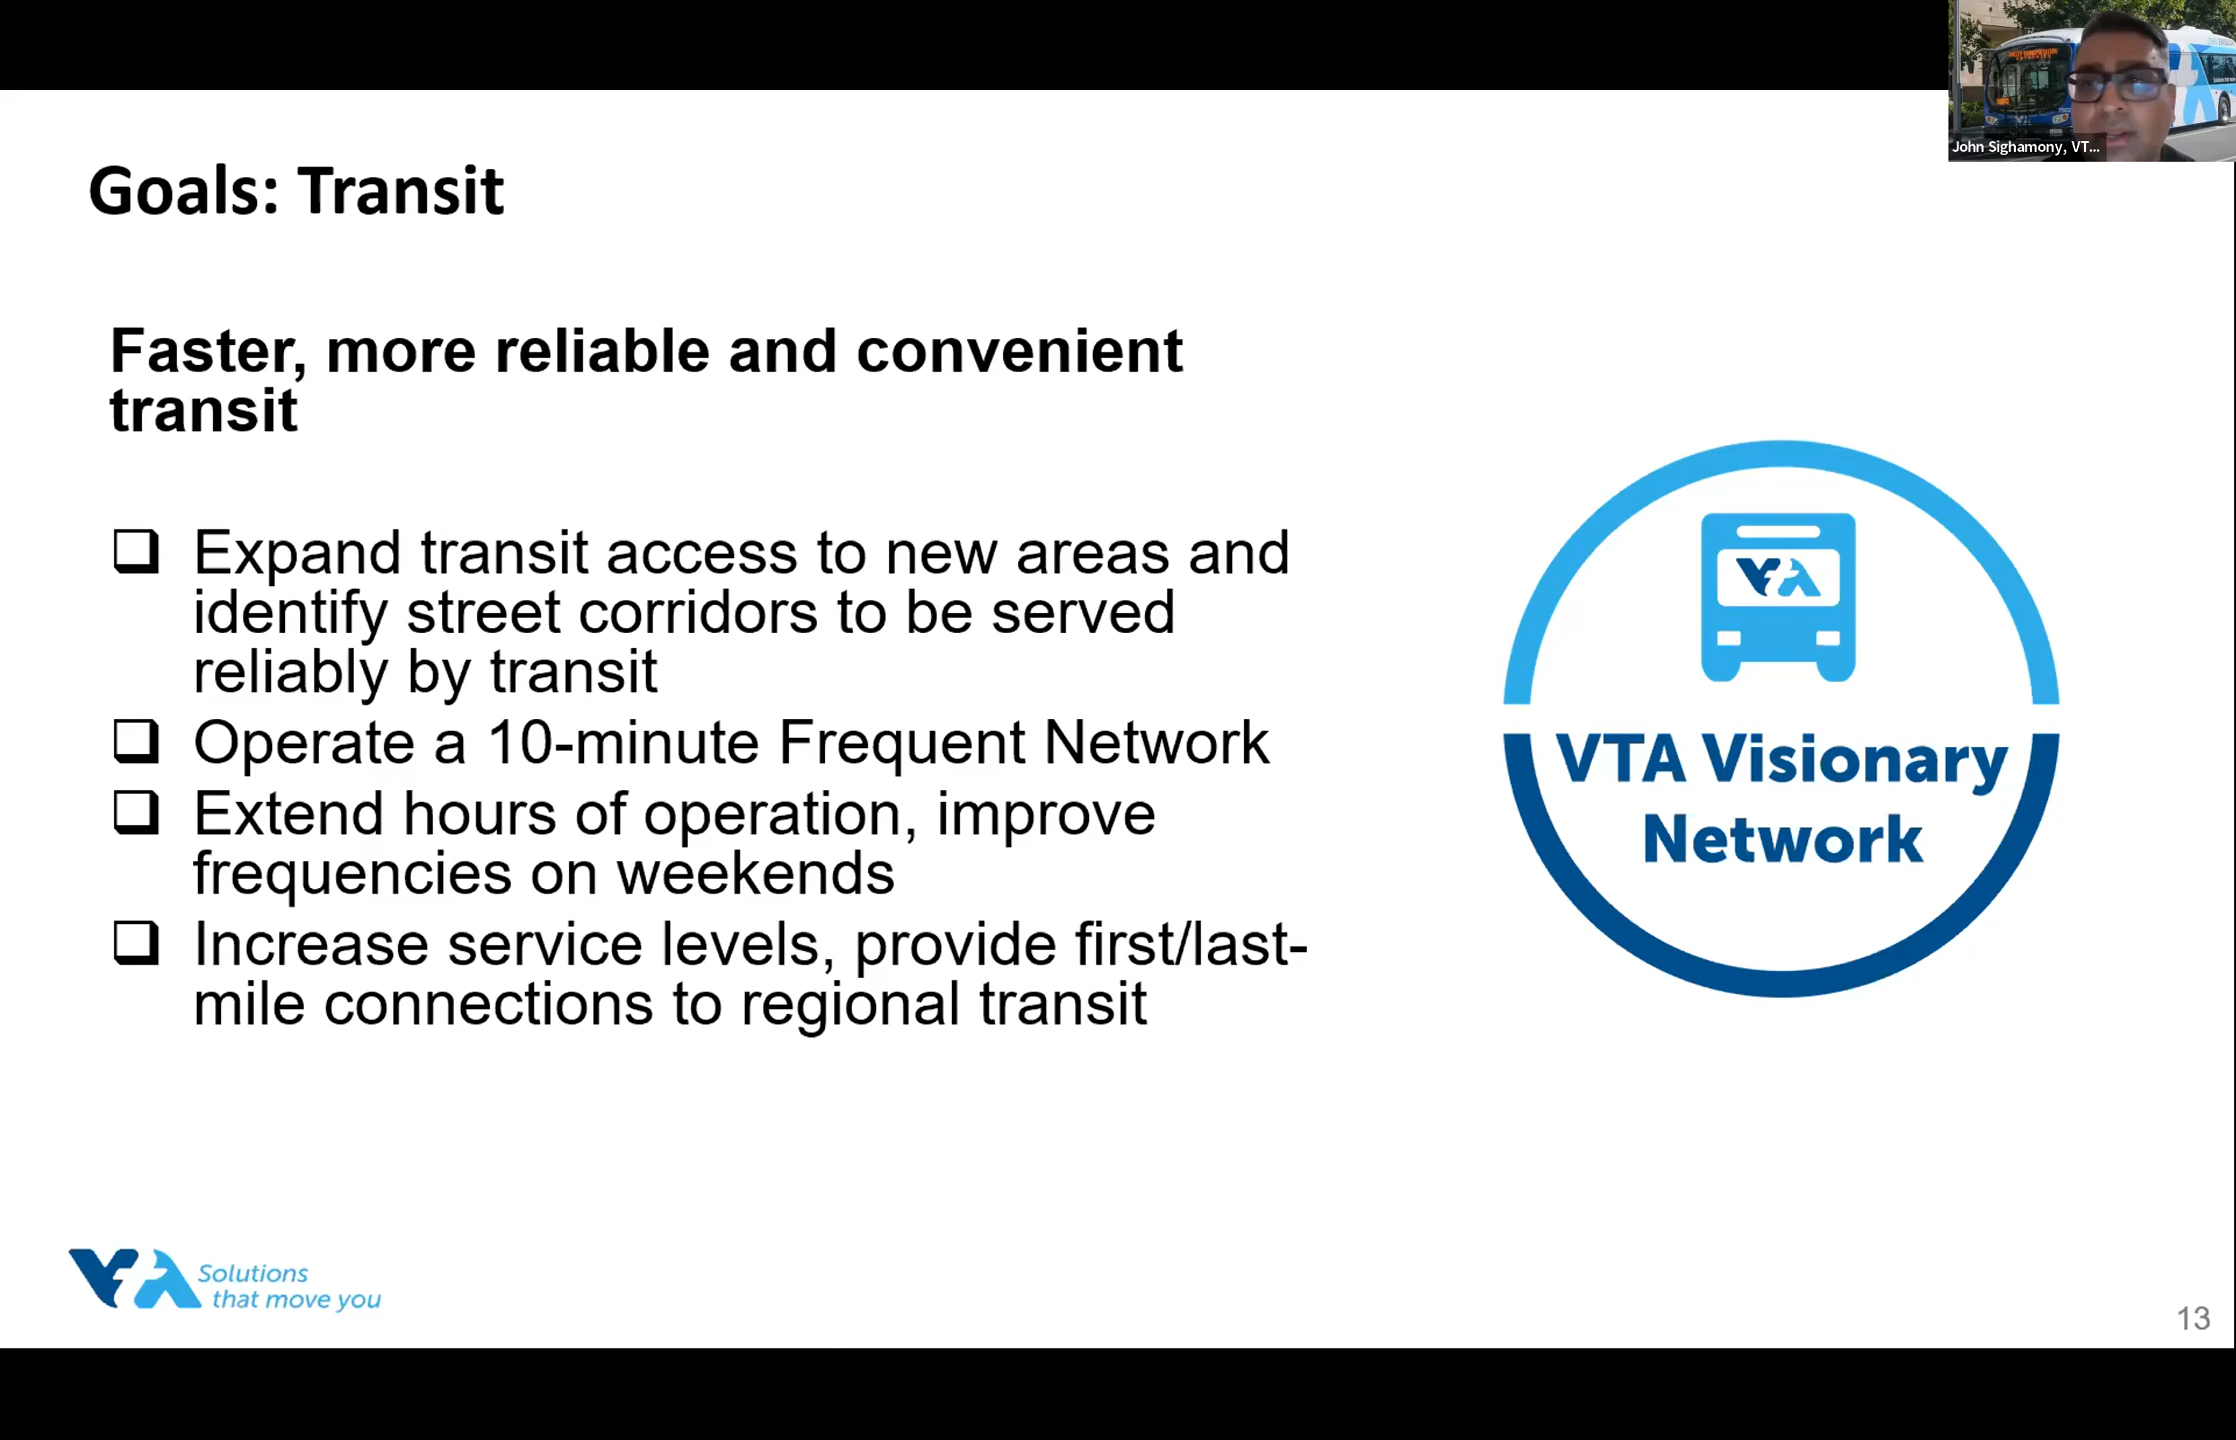 John Sighamony, VT...
Goals: Transit
Faster, more reliable and convenient
transit
Expand transit access to new areas and
identify street corridors to be served
reliably by transit
Operate a 10-minute Frequent Network
Extend hours of operation, improve
frequencies on weekends
Increase service levels, provide first/last-
mile connections to regional transit
VTA
VTA Visionary
Network
VTA Solutions
that move you
13